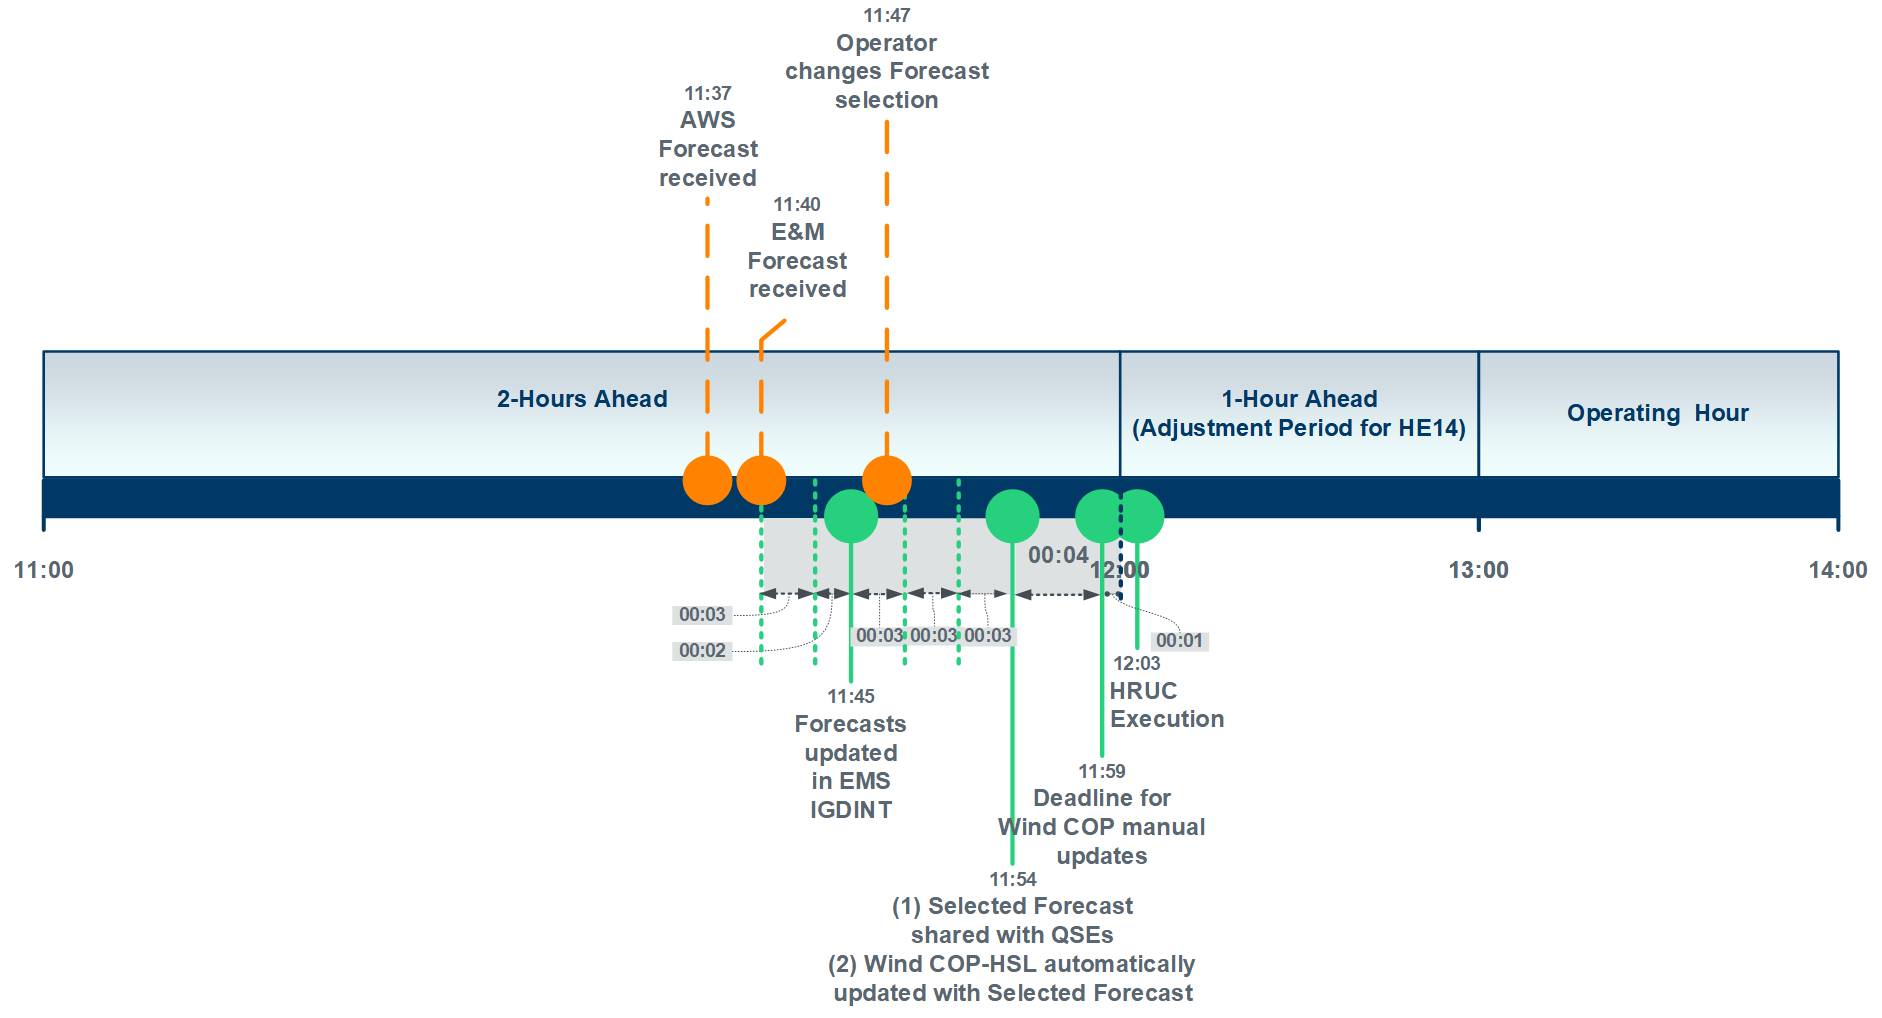 11:47
Operator
changes Forecast
selection
11:37
AWS
Forecast
received
11:40
E&M
Forecast
received
2-Hours Ahead
1-Hour Ahead
(Adjustment Period for HE14)
Operating Hour
11:00
00:04
12:00
13:00
14:00
00:03
00:02
00:03
00:03
00:03
00:01
12:03
HRUC
Execution
11:45
Forecasts
updated
in EMS
IGDINT
11:59
Deadline for
Wind COP manual
updates
11:54
(1) Selected Forecast
shared with QSEs
(2) Wind COP-HSL automatically
updated with Selected Forecast